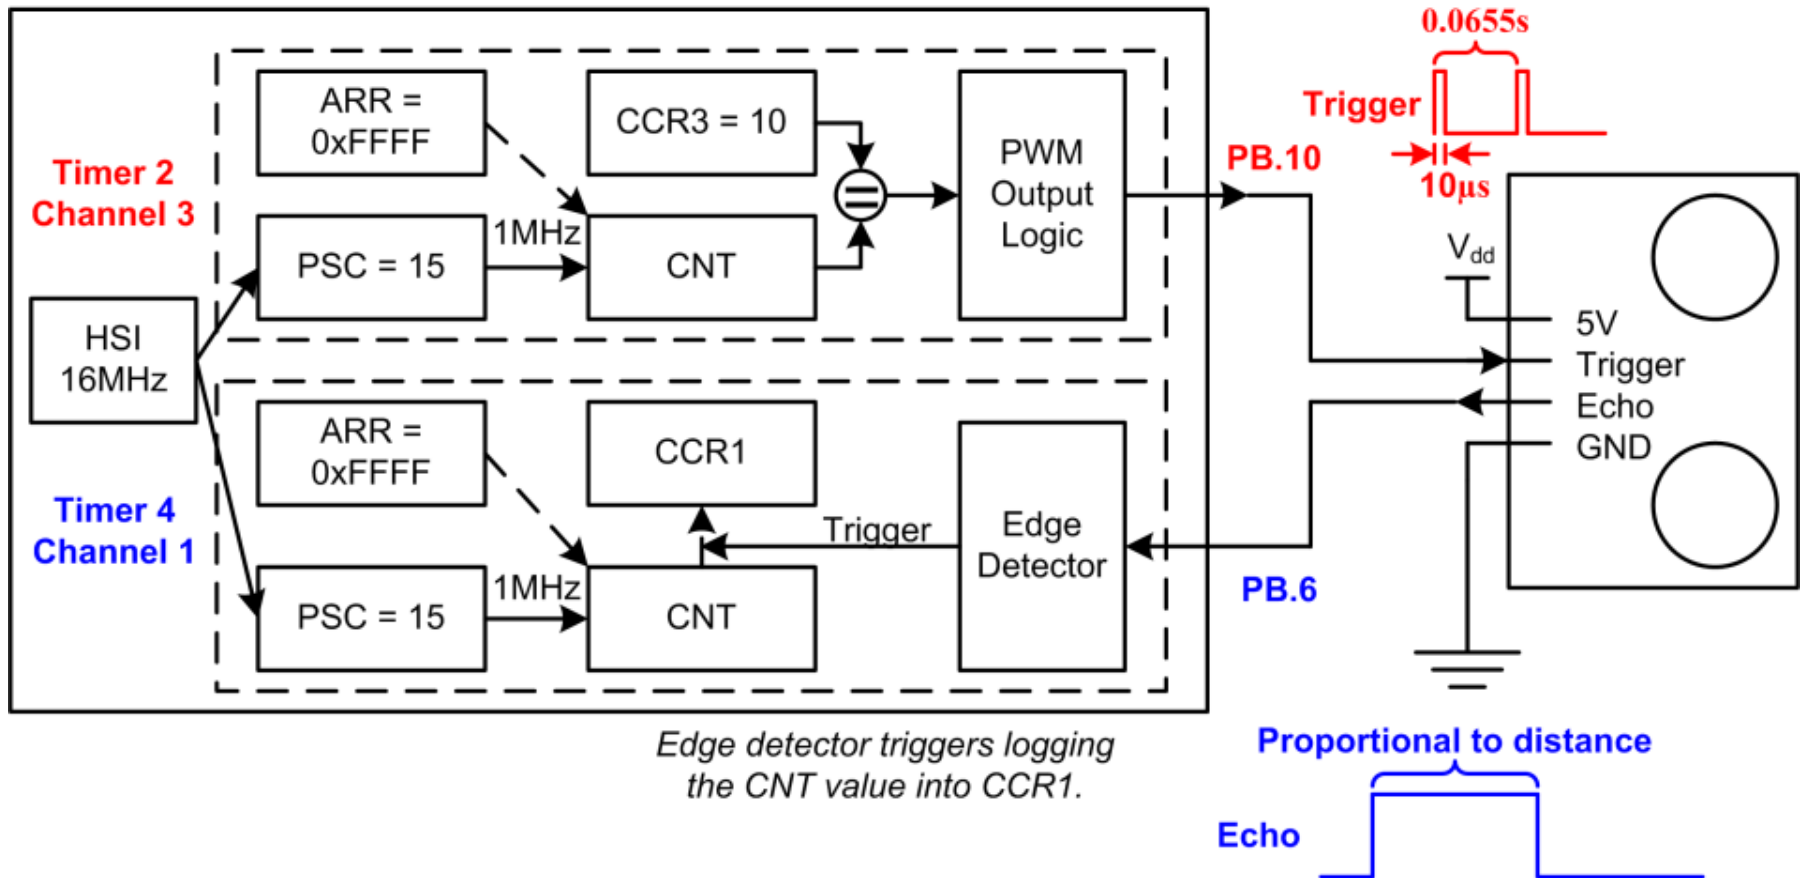 0.0655s
Trigger
10µs
Timer 2
Channel 3
ARR =
0xFFFF
CCR3 = 10
PWM
Output
Logic
PB.10
PSC = 15
1MHz
CNT
HSI
16MHz
Vdd
5V
Trigger
Echo
GND
Timer 4
Channel 1
ARR =
0xFFFF
CCR1
Trigger
Edge
Detector
PSC = 15
1MHz
CNT
PB.6
Edge detector triggers logging
the CNT value into CCR1.
Proportional to distance
Echo